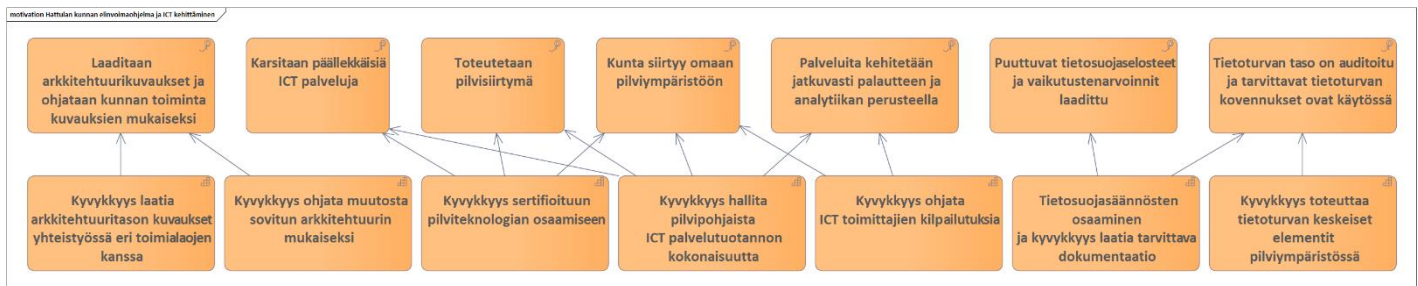 motivation Hattulan kunnan elinvoimaohjelma ja ICT kehittäminen
Laaditaan
arkkitehtuurikuvaukset ja
ohjataan kunnan toiminta
kuvauksien mukaiseksi
Karsitaan päällekkäisiä
ICT palveluja
Toteutetaan
pilvisiirtymä
Kunta siirtyy omaan
pilviympäristöön
Palveluita kehitetään
jatkuvasti palautteen ja
analytiikan perusteella
Puuttuvat tietosuojaselosteet
ja vaikutustenarvoinnit
laadittu
Tietoturvan taso on auditoitu
ja tarvittavat tietoturvan
kovennukset ovat käytössä
Kyvykkyys laatia
arkkitehtuuritason kuvaukset
yhteistyössä eri toimialaojen
kanssa
Kyvykkyys ohjata muutosta
sovitun arkkitehtuurin
mukaiseksi
Kyvykkyys sertifioituun
pilviteknologian osaamiseen
Kyvykkyys hallita
pilvipohjaista
ICT palvelutuotannon
kokonaisuutta
Kyvykkyys ohjata
ICT toimittajien kilpailutuksia
Tietosuojasäännösten
osaaminen
ja kyvykkyys laatia tarvittava
dokumentaatio
Kyvykkyys toteuttaa
tietoturvan keskeiset
elementit
pilviympäristössä